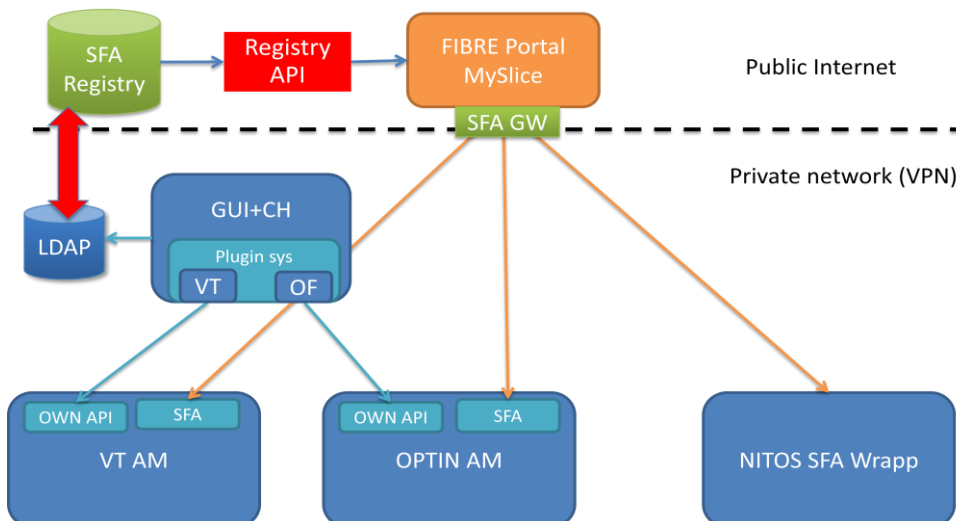 SFA
Registry
Registry
API
FIBRE Portal
MySlice
Public Internet
SFA GW
Private network (VPN)
GUI+CH
LDAP
Plugin sys
VT
OF
OWN API
SFA
VT AM
OWN API
SFA
OPTIN AM
NITOS SFA Wrapp